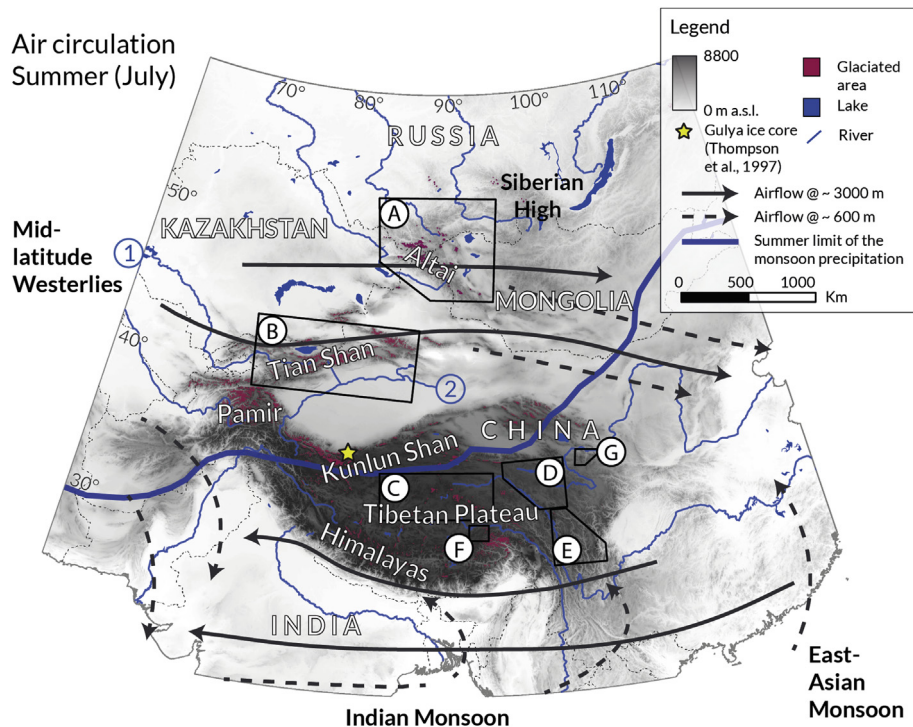 Air circulation
Summer (July)
Legend
8800
0 m a.s.l.
Glaciated
area
Lake
Gulya ice core
(Thompson
et al., 1997)
River
Airflow @ ~ 3000 m
Airflow @ ~ 600 m
Summer limit of the
monsoon precipitation
0
500
1000
Km
70°
80°
90°
100°
110°
50°
40°
30°
RUSSIA
Siberian
High
KAZAKHSTAN
Mid-
latitude
Westerlies
1
A
Altai
MONGOLIA
B
Tian Shan
2
Pamir
CHINA
G
Kunlun Shan
D
C
Tibetan Plateau
F
E
Himalayas
INDIA
East-
Asian
Monsoon
Indian Monsoon